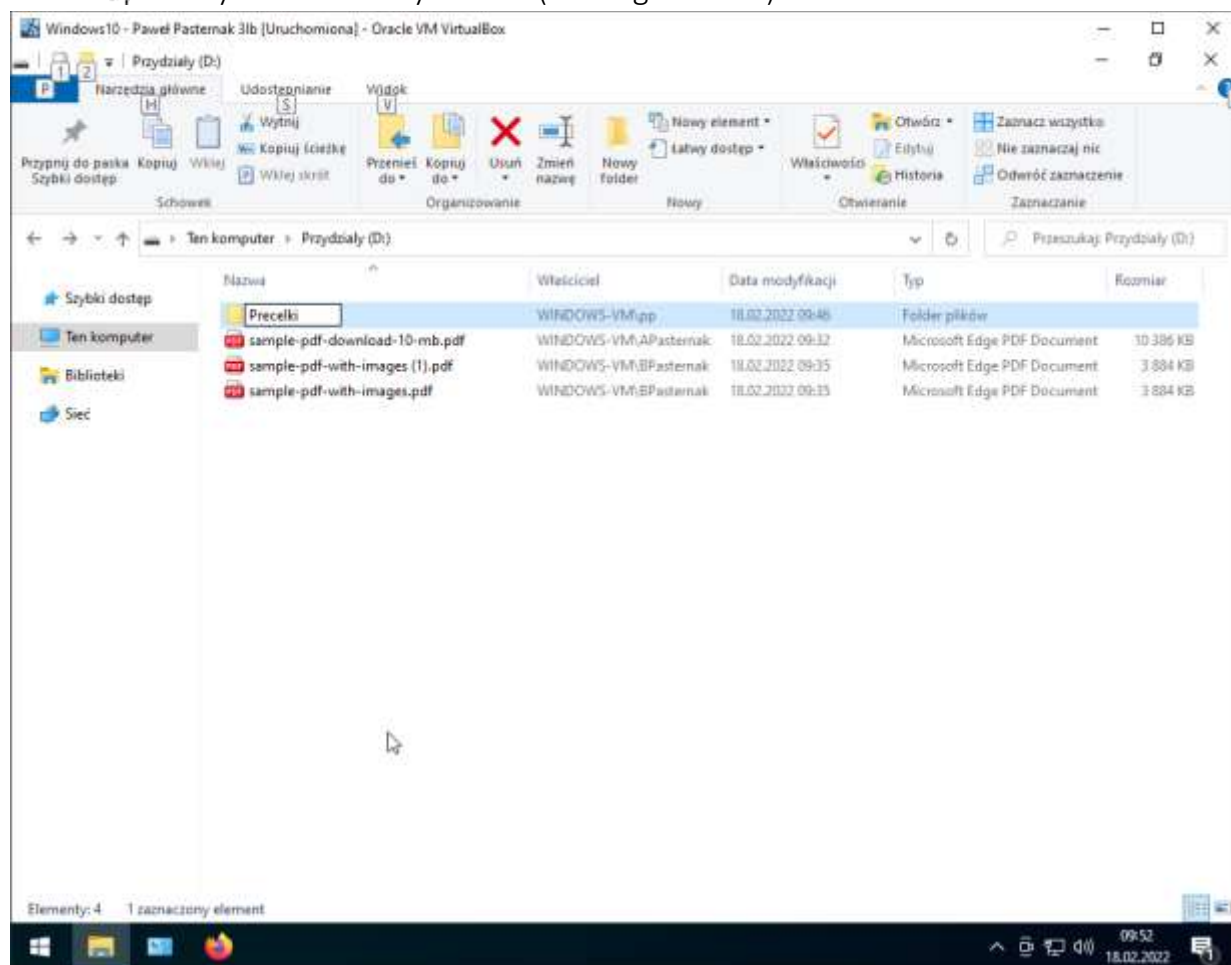 Windows10 - Paweł Pasternak 3lb [Uruchomiona] - Oracle VM VirtualBox
1 2 Przydziały (D:)
P Narzędzia główne Udostępnianie Widok
H S V
Przypnij do paska Szybki dostęp
Kopiuj
Wklej
Wytnij
Kopiuj ścieżkę
Wklej skrót
Przenieś do
Kopiuj do
Usuń
Zmień nazwę
Nowy folder
Nowy element
Łatwy dostęp
Właściwości
Otwórz
Edytuj
Historia
Zaznacz wszystko
Nie zaznaczaj nic
Odwróć zaznaczenie
Schowek Organizowanie Nowy Otwieranie Zaznaczanie
Ten komputer Przydziały (D:) Przeszukaj: Przydziały (D:)
Szybki dostęp
Ten komputer
Biblioteki
Sieć
Nazwa Właściciel Data modyfikacji Typ Rozmiar
Precelki WINDOWS-VM\pp 18.02.2022 09:46 Folder plików
sample-pdf-download-10-mb.pdf WINDOWS-VM\APasternak 18.02.2022 09:32 Microsoft Edge PDF Document 10 386 KB
sample-pdf-with-images (1).pdf WINDOWS-VM\BPasternak 18.02.2022 09:35 Microsoft Edge PDF Document 3 884 KB
sample-pdf-with-images.pdf WINDOWS-VM\BPasternak 18.02.2022 09:33 Microsoft Edge PDF Document 3 884 KB
Elementy: 4 1 zaznaczony element
09:52
18.02.2022